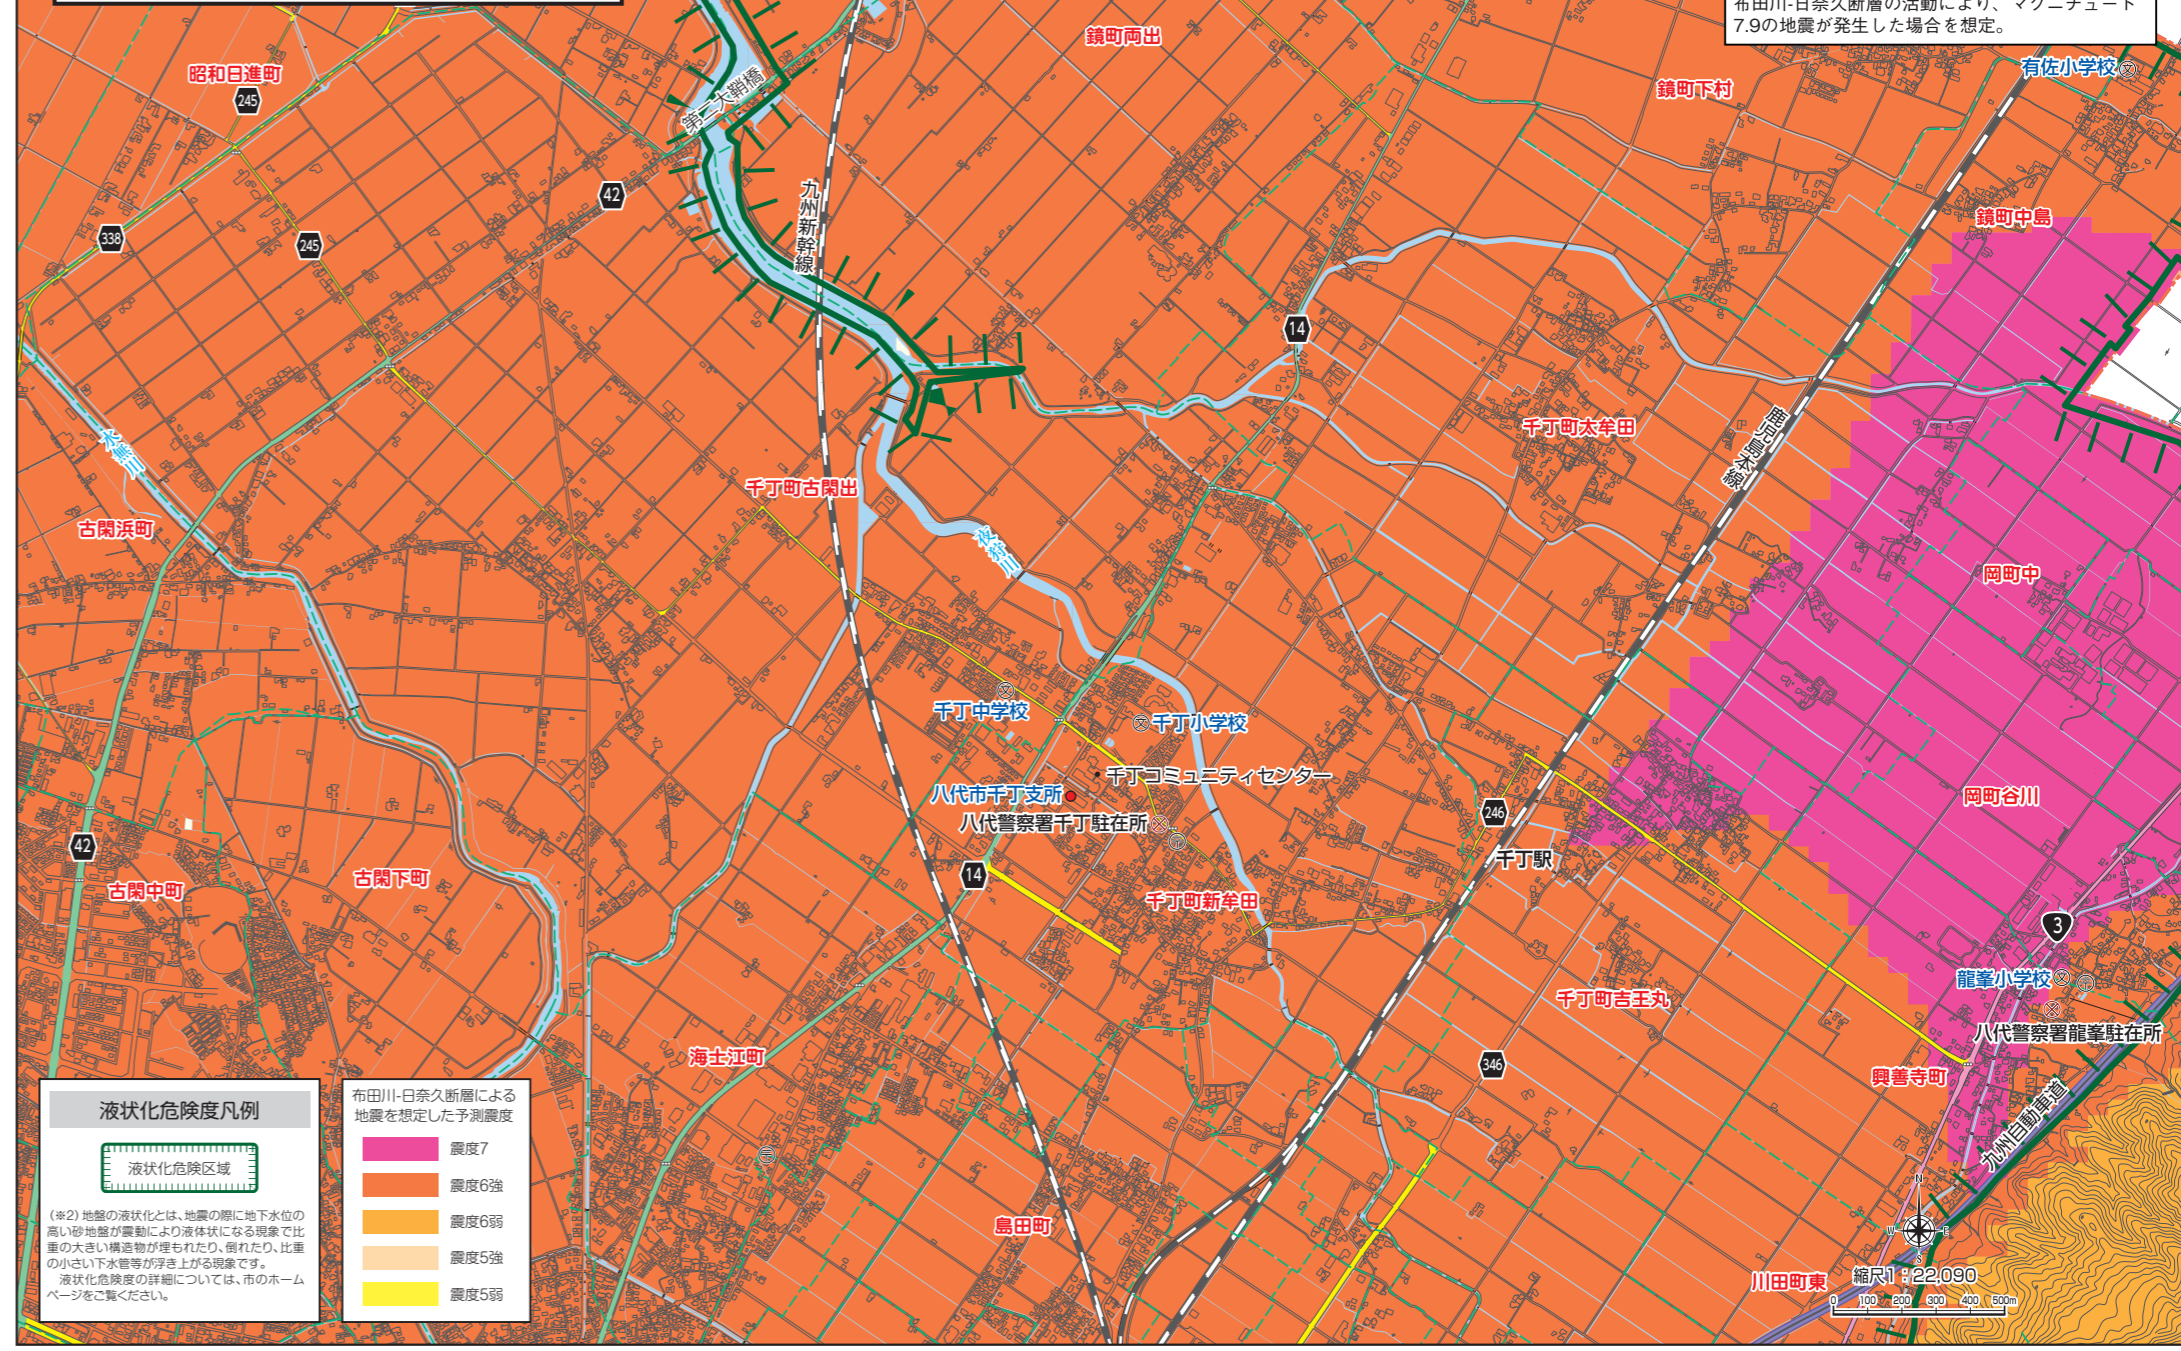 布田川-日奈久断層の活動により、マグニチュード
7.9の地震が発生した場合を想定。
鏡町両出
有佐小学校
文
昭和日進町
245
鏡町下村
第二大鞘橋
42
九州新幹線
鏡町中島
338
245
14
千丁町太牟田
鹿児島本線
水無川
千丁町古閑出
古閑浜町
夜狩川
岡町中
文
千丁中学校
文
千丁小学校
千丁コミュニティセンター
八代市千丁支所
八代警察署千丁駐在所
岡町谷川
246
千丁駅
42
古閑中町
古閑下町
14
千丁町新牟田
3
龍峯小学校
文
千丁町吉王丸
八代警察署龍峯駐在所
海士江町
346
興善寺町
九州自動車道
島田町
川田町東
N
W
E
S
縮尺1：22,090
0 100 200 300 400 500m
液状化危険度凡例
液状化危険区域
(※2) 地盤の液状化とは、地震の際に地下水位の
高い砂地盤が震動により液体状になる現象で比
重の大きい構造物が埋もれたり、倒れたり、比重
の小さい下水管等が浮き上がる現象です。
液状化危険度の詳細については、市のホーム
ページをご覧ください。
布田川-日奈久断層による
地震を想定した予測震度
震度7
震度6強
震度6弱
震度5強
震度5弱